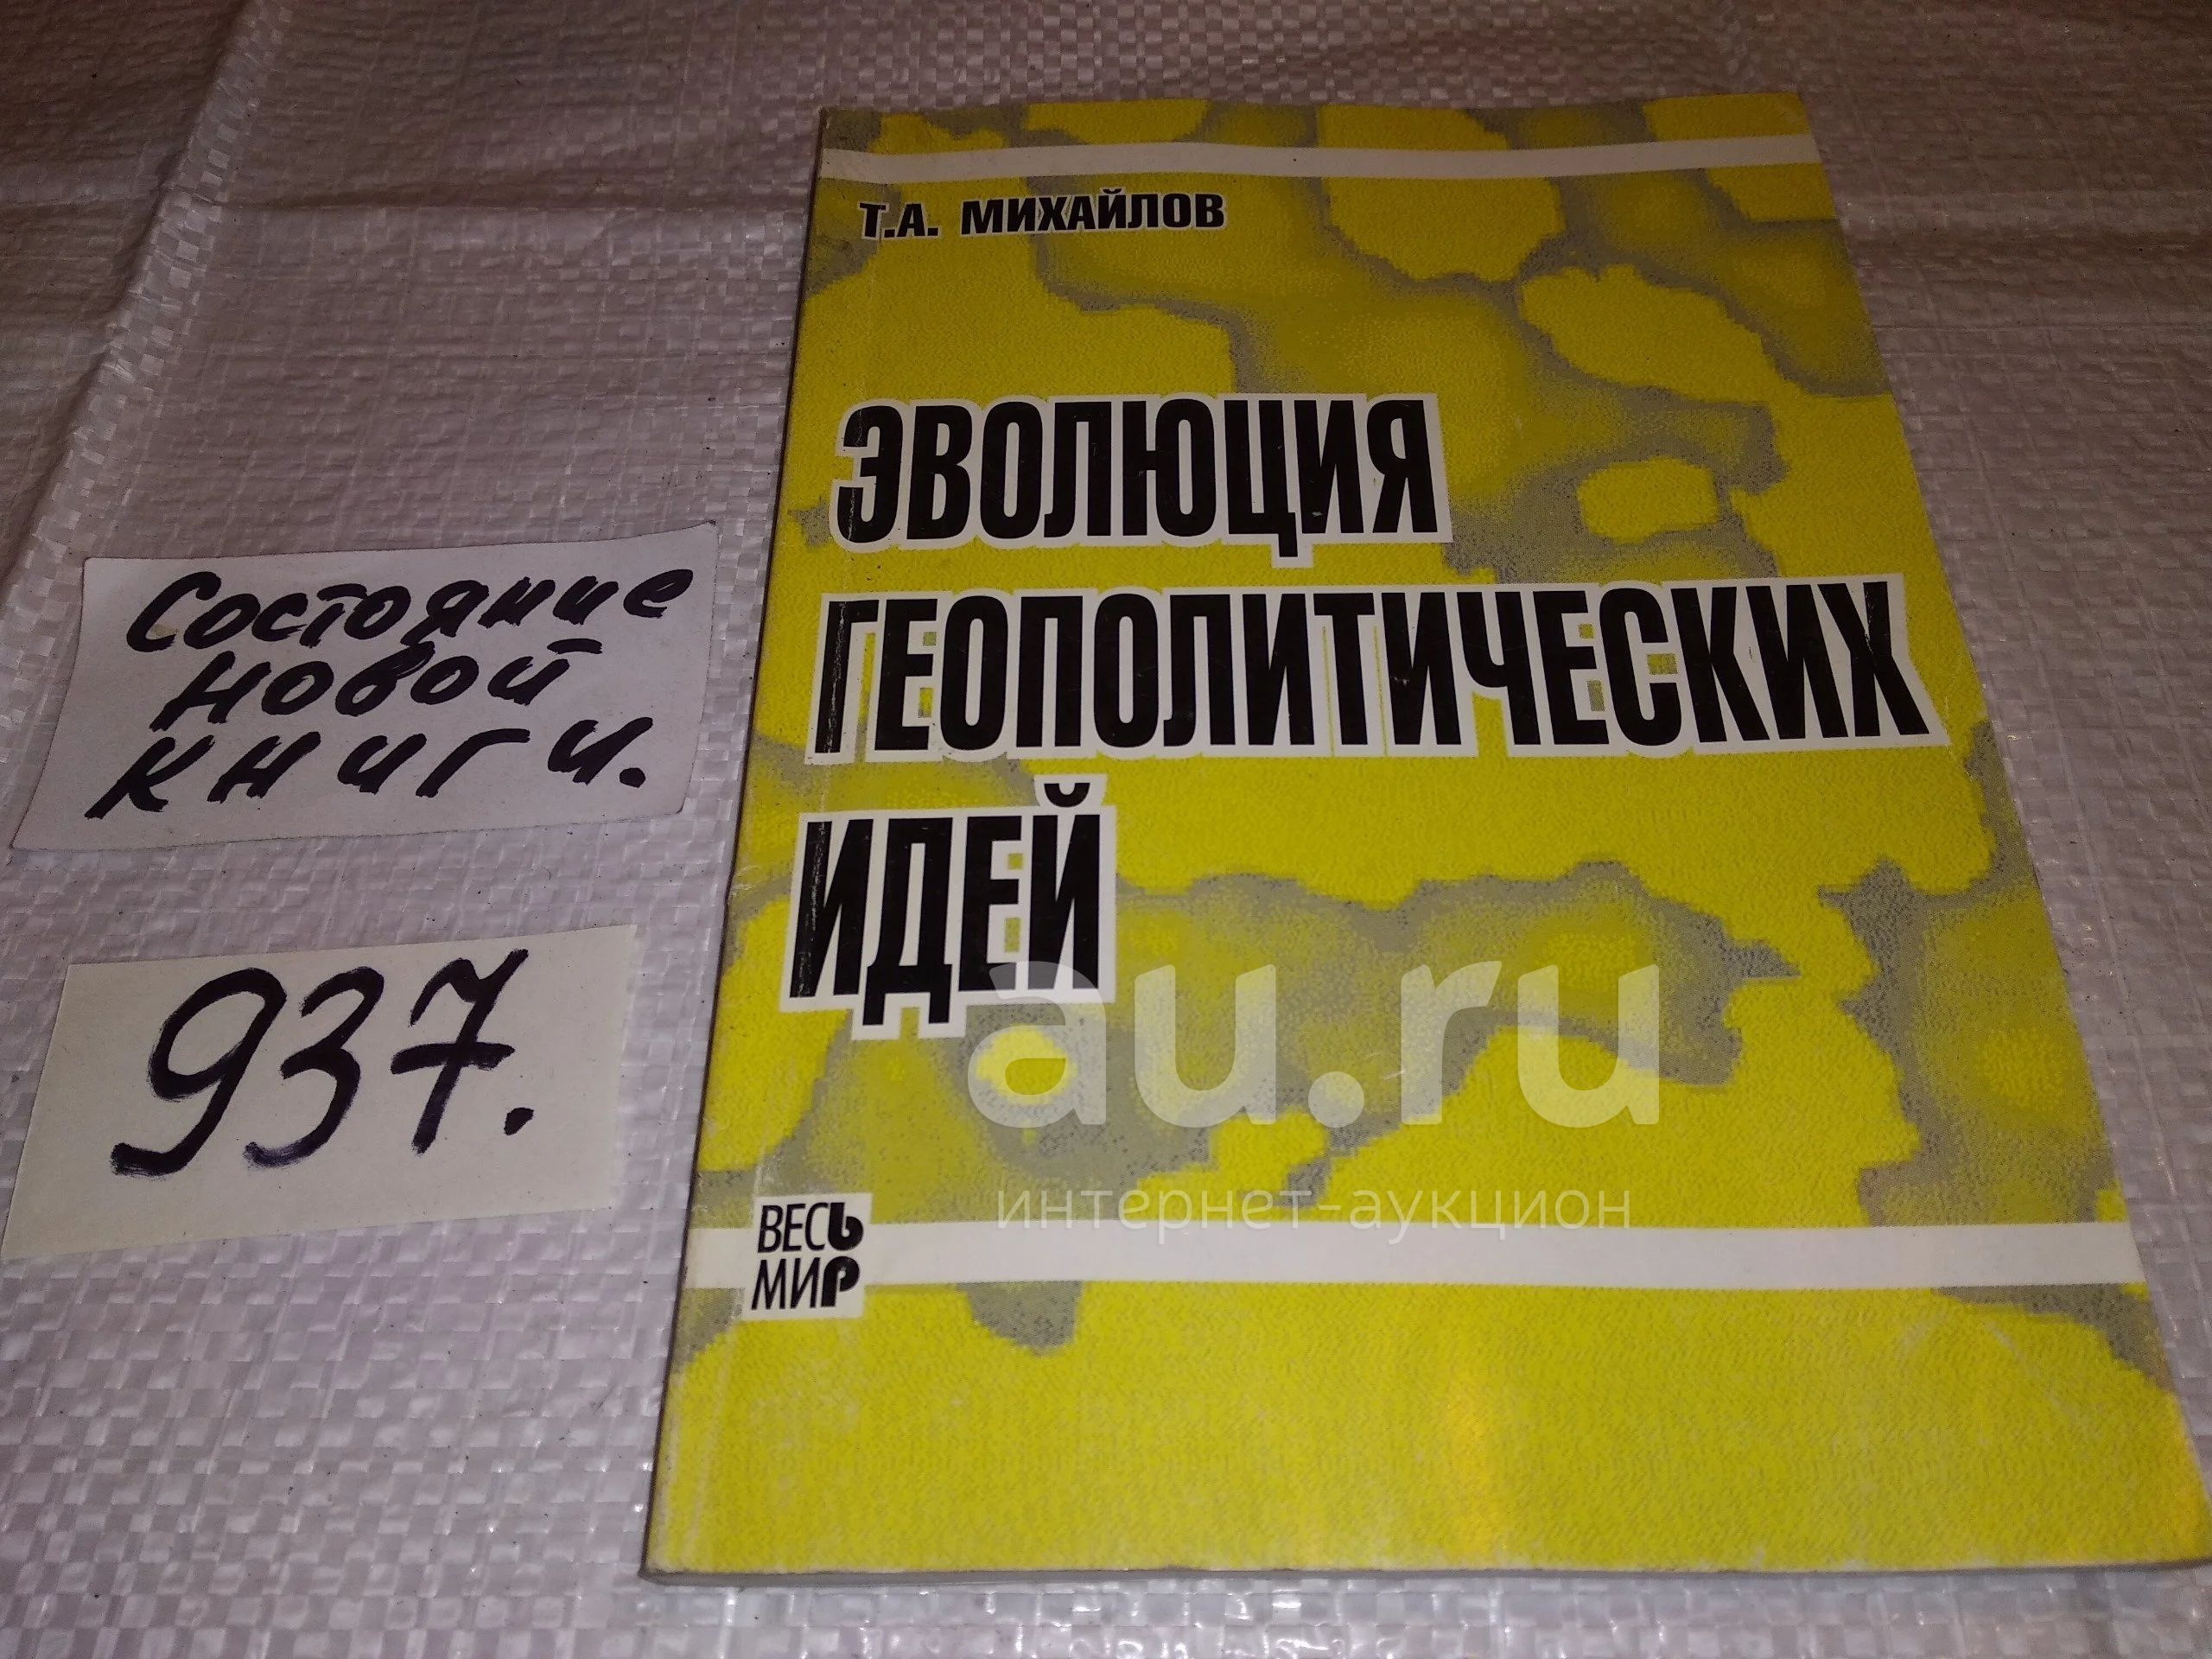 Т.А. МИХАЙЛОВ
ЭВОЛЮЦИЯ
ГЕОПОЛИТИЧЕСКИХ
ИДЕЙ
ВЕСЬ
МИР
Состояние
новой
книги.
937.
au.ru
интернет-аукцион